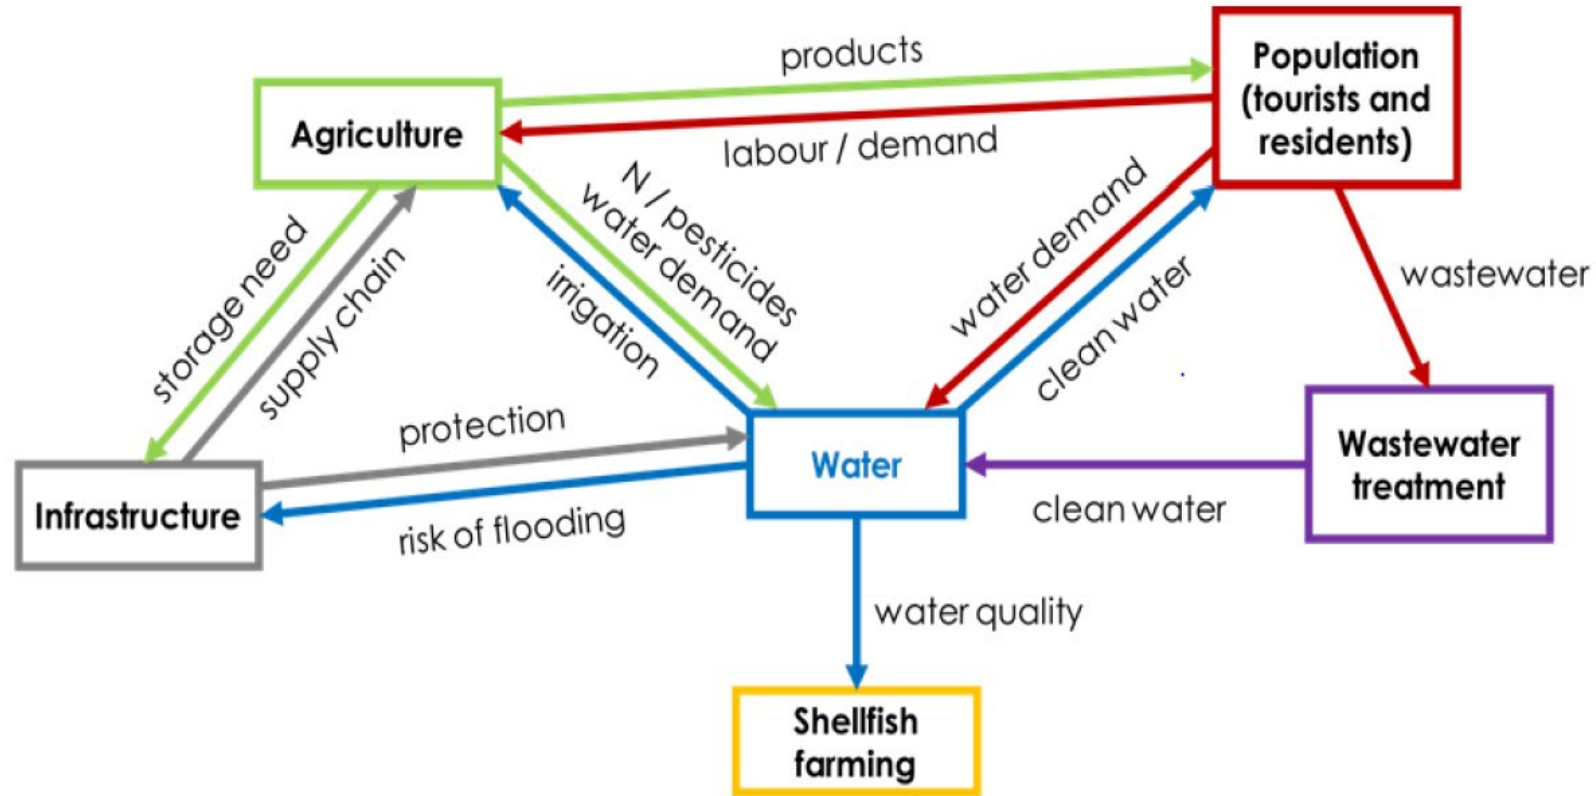 products
Population
(tourists and
residents)
Agriculture
labour / demand
N / pesticides
water demand
irrigation
water demand
clean water
wastewater
storage need
supply chain
protection
risk of flooding
Infrastructure
Water
clean water
Wastewater
treatment
water quality
Shellfish
farming